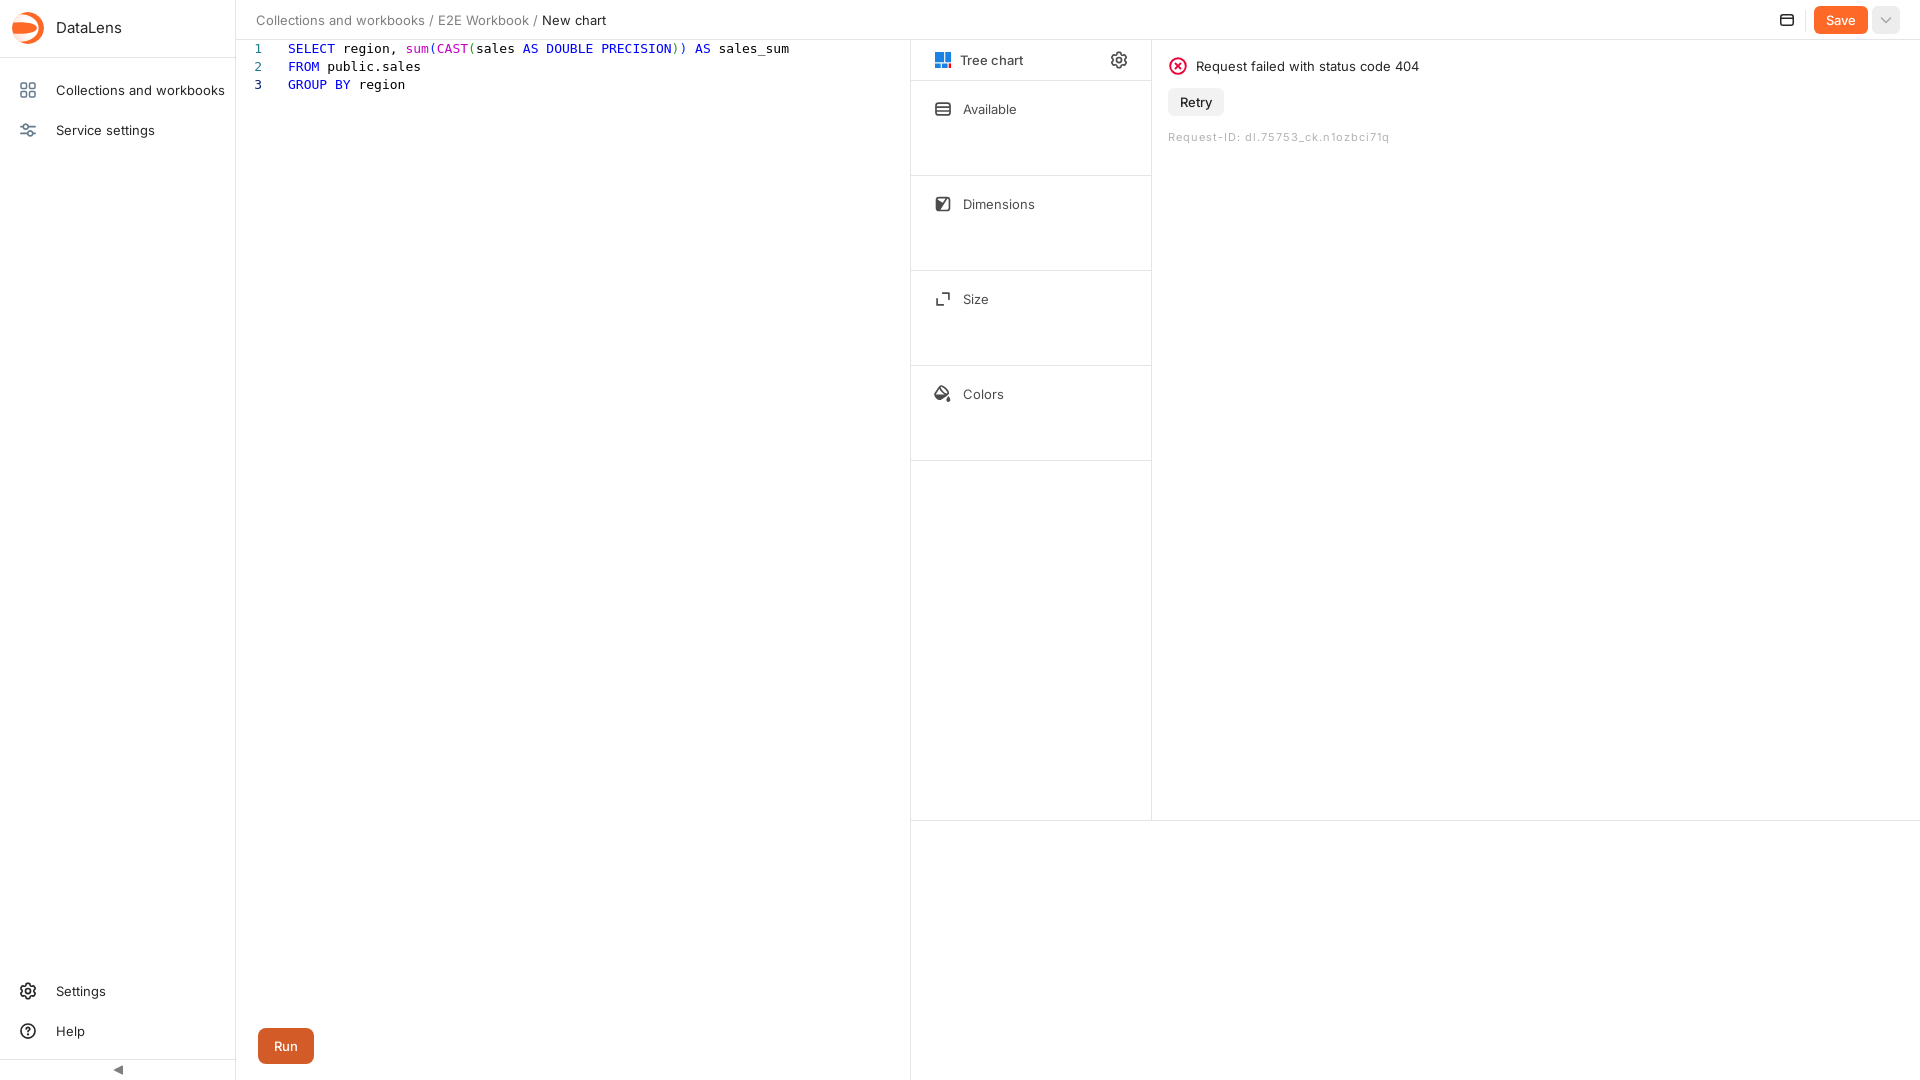 DataLens
Collections and workbooks
Service settings
Settings
Help
Collections and workbooks / E2E Workbook / New chart
Save
1 SELECT region, sum(CAST(sales AS DOUBLE PRECISION)) AS sales_sum
2 FROM public.sales
3 GROUP BY region
Run
Tree chart
Available
Dimensions
Size
Colors
Request failed with status code 404
Retry
Request-ID: dl.75753_ck.n1ozbci71q